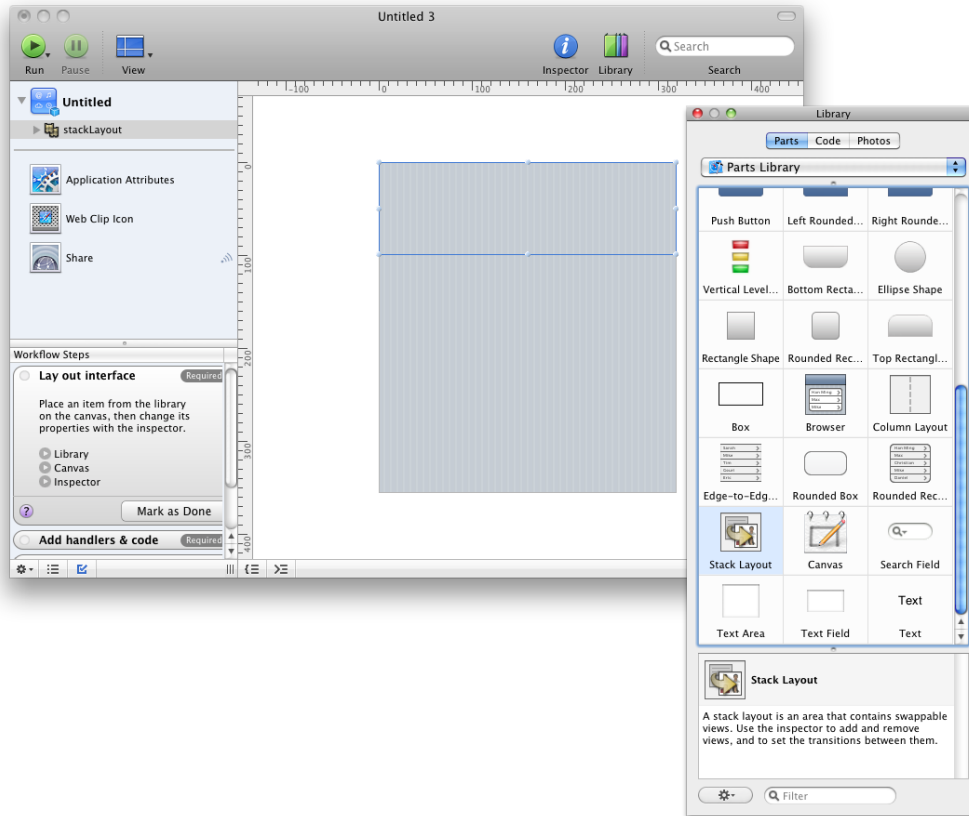 Untitled 3
Run
Pause
View
Inspector
Library
Search
Search
Untitled
stackLayout
Application Attributes
Web Clip Icon
Share
Workflow Steps
Lay out interface
Required
Place an item from the library
on the canvas, then change its
properties with the inspector.
Library
Canvas
Inspector
?
Mark as Done
Add handlers & code
Required
-100
0
100
200
300
400
0
100
200
300
400
Library
Parts
Code
Photos
Parts Library
Push Button
Left Rounded...
Right Rounde...
Vertical Level...
Bottom Recta...
Ellipse Shape
Rectangle Shape
Rounded Rec...
Top Rectangl...
Box
Browser
Column Layout
Edge-to-Edg...
Rounded Box
Rounded Rec...
Stack Layout
Canvas
Search Field
Text
Text Area
Text Field
Text
Stack Layout
A stack layout is an area that contains swappable
views. Use the inspector to add and remove
views, and to set the transitions between them.
Filter